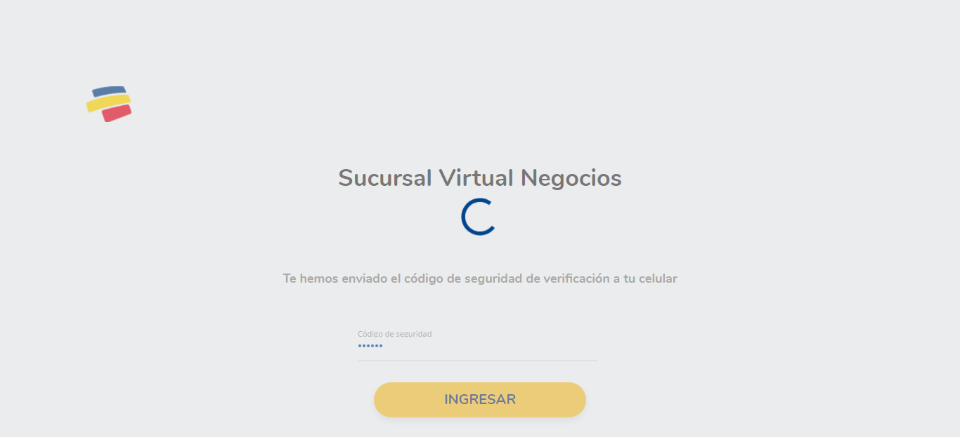 Sucursal Virtual Negocios
Te hemos enviado el código de seguridad de verificación a tu celular
Código de seguridad
••••••
INGRESAR